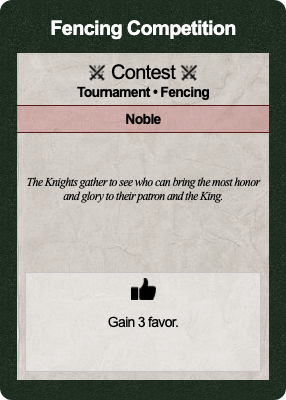 Fencing Competition
Contest
Tournament • Fencing
Noble
The Knights gather to see who can bring the most honor
and glory to their patron and the King.
Gain 3 favor.